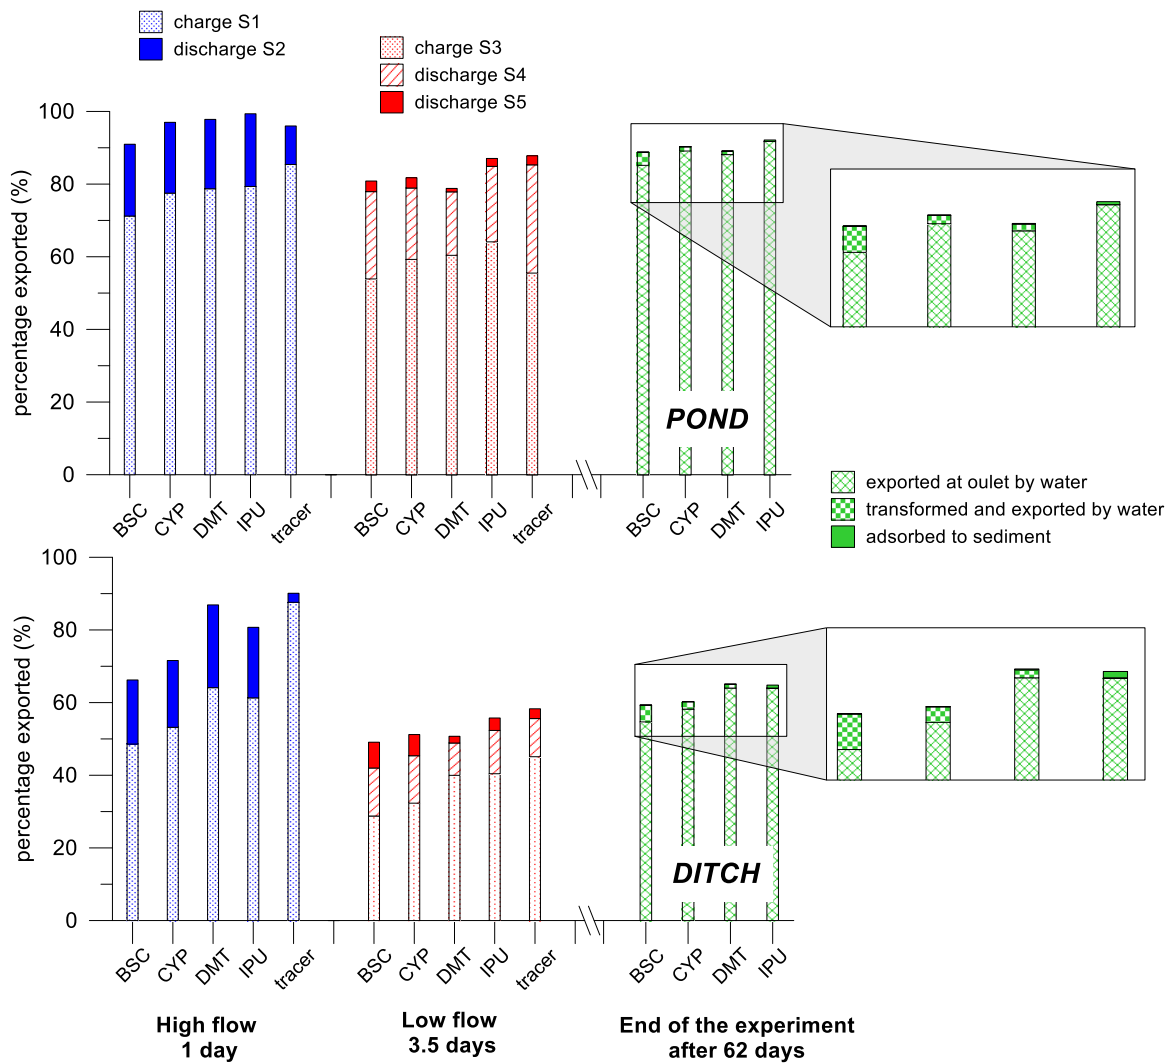 charge S1
discharge S2
charge S3
discharge S4
discharge S5
percentage exported (%)
100
80
60
40
20
0
BSC
CYP
DMT
IPU
tracer
BSC
CYP
DMT
IPU
tracer
BSC
CYP
DMT
IPU
POND
exported at oulet by water
transformed and exported by water
adsorbed to sediment
percentage exported (%)
100
80
60
40
20
0
BSC
CYP
DMT
IPU
tracer
BSC
CYP
DMT
IPU
tracer
BSC
CYP
DMT
IPU
DITCH
High flow
1 day
Low flow
3.5 days
End of the experiment
after 62 days